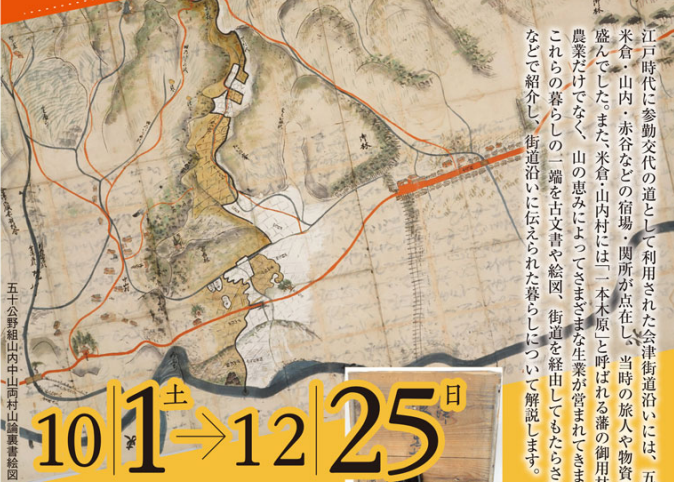 江戸時代に参勤交代の道として利用された会津街道沿いには、五
米倉・山内・赤谷などの宿場・関所が点在し、当時の旅人や物資
盛んでした。また、米倉・山内村には「一本木原」と呼ばれる藩の御用林
農業だけでなく、山の恵みによってさまざまな生業が営まれてきま
これらの暮らしの一端を古文書や絵図、街道を経由してもたらさ
などで紹介し、街道沿いに伝えられた暮らしについて解説します。
五十公野組山内中山両村山論裏書絵図
10|1土→12|25日